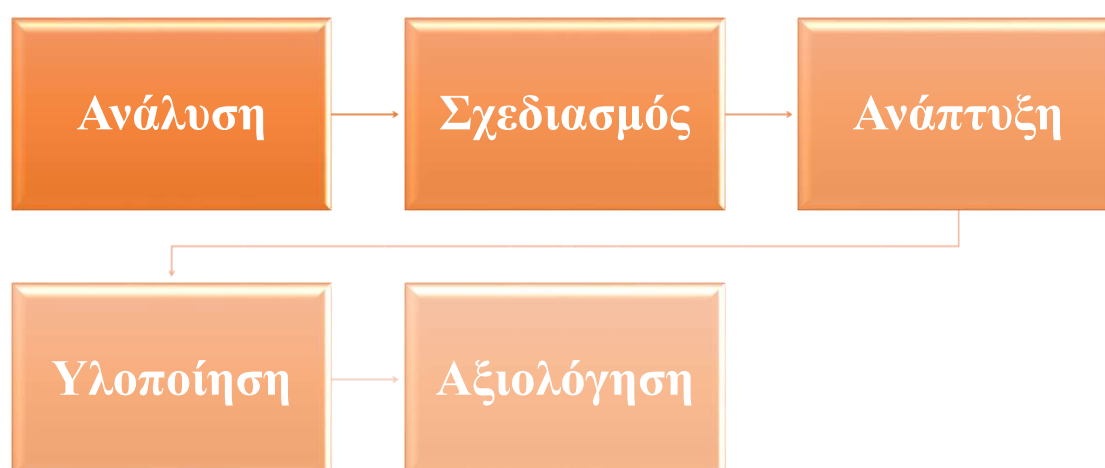 Ανάλυση
Σχεδιασμός
Ανάπτυξη
Υλοποίηση
Αξιολόγηση